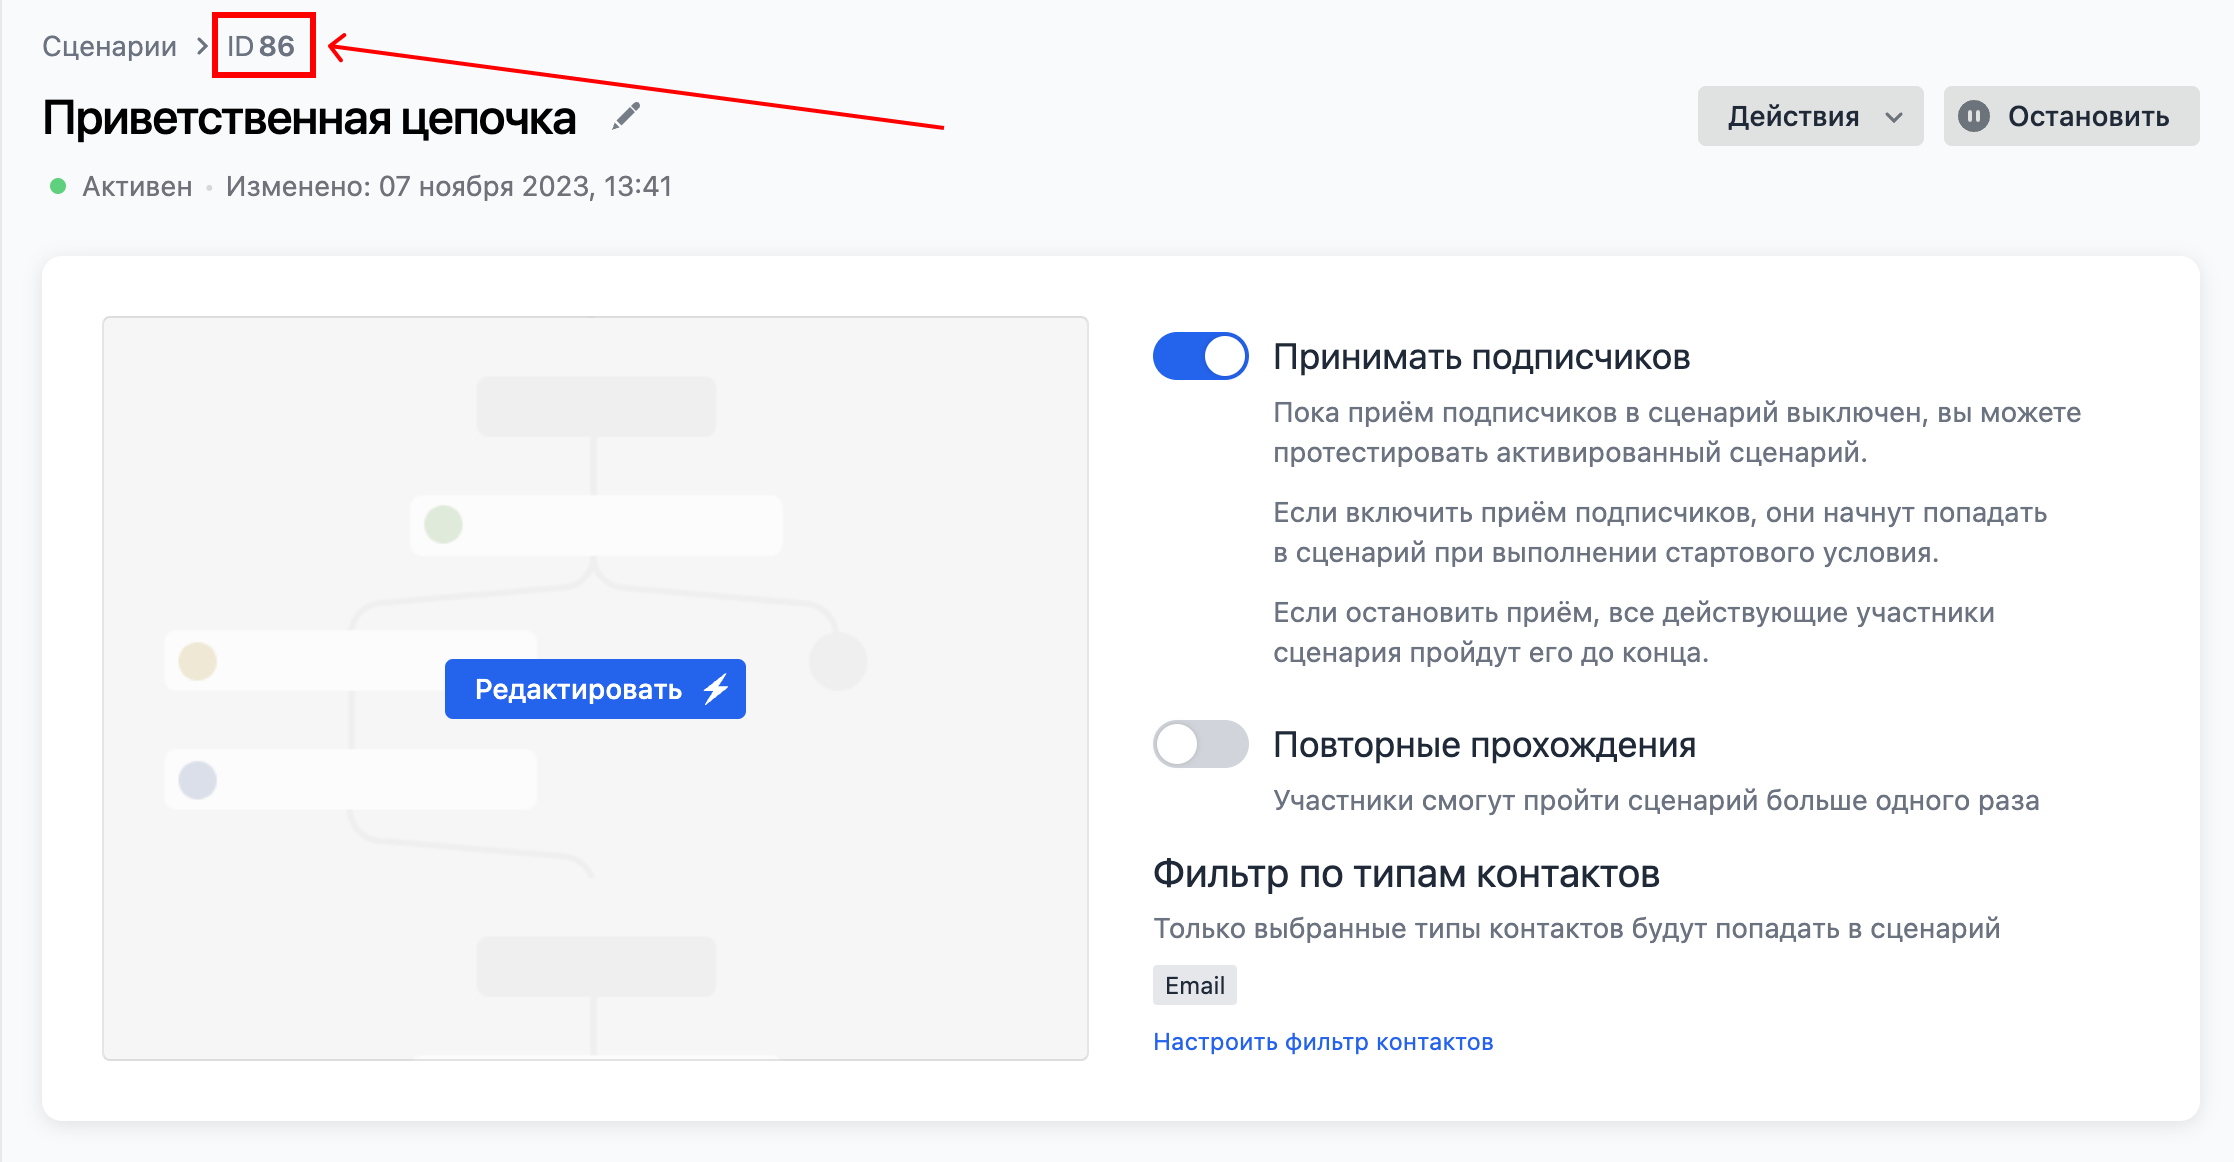 Сценарии > ID 86
Приветственная цепочка
Действия
Остановить
Активен • Изменено: 07 ноября 2023, 13:41
Редактировать
Принимать подписчиков
Пока приём подписчиков в сценарий выключен, вы можете
протестировать активированный сценарий.
Если включить приём подписчиков, они начнут попадать
в сценарий при выполнении стартового условия.
Если остановить приём, все действующие участники
сценария пройдут его до конца.
Повторные прохождения
Участники смогут пройти сценарий больше одного раза
Фильтр по типам контактов
Только выбранные типы контактов будут попадать в сценарий
Email
Настроить фильтр контактов